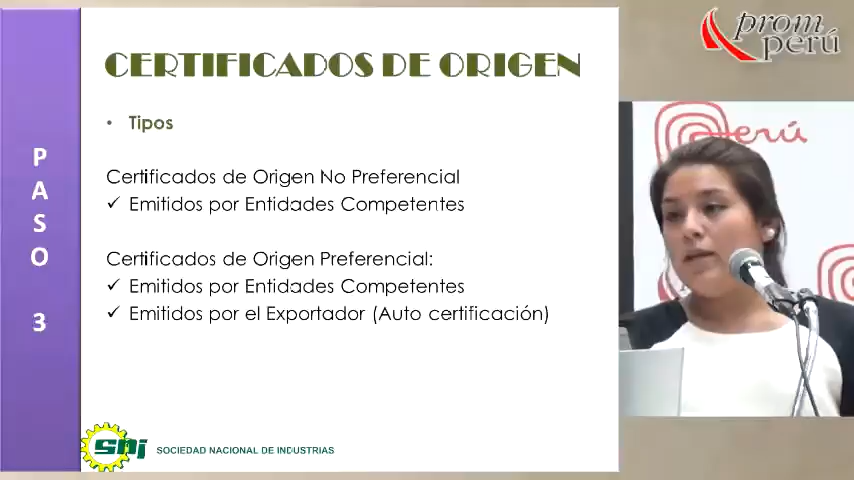 CERTIFICADOS DE ORIGEN
• Tipos
Certificados de Origen No Preferencial
✓ Emitidos por Entidades Competentes
Certificados de Origen Preferencial:
✓ Emitidos por Entidades Competentes
✓ Emitidos por el Exportador (Auto certificación)
PASO
3
sni
SOCIEDAD NACIONAL DE INDUSTRIAS
prom
perú
Perú